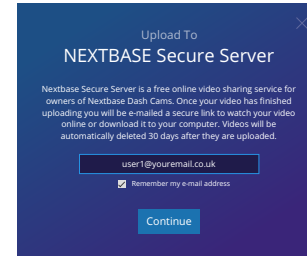 Upload To
NEXTBASE Secure Server
Nextbase Secure Server is a free online video sharing service for
owners of Nextbase Dash Cams. Once your video has finished
uploading you will be e-mailed a secure link to watch your video
online or download it to your computer. Videos will be
automatically deleted 30 days after they are uploaded.
user1@youremail.co.uk
Remember my e-mail address
Continue